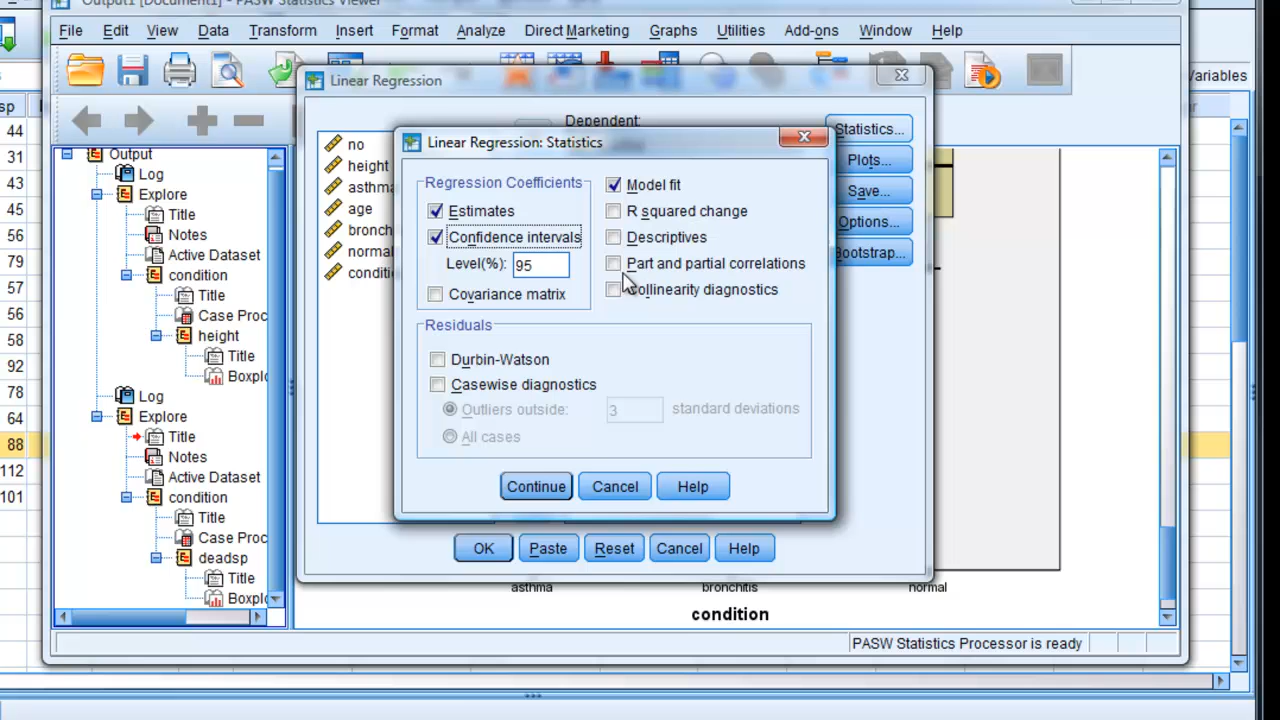 Output1 [Document1] - PASW Statistics Viewer
File Edit View Data Transform Insert Format Analyze Direct Marketing Graphs Utilities Add-ons Window Help
Variables
sp
44
31
43
45
56
79
57
56
58
92
78
64
88
112
101
Output
Log
Explore
Title
Notes
Active Dataset
condition
Title
Case Proc
height
Title
Boxplo
Log
Explore
Title
Notes
Active Dataset
condition
Title
Case Proc
deadsp
Title
Boxplo
Linear Regression
Dependent:
no
height
asthma
age
bronch
normal
conditi
Statistics...
Plots...
Save...
Options...
Bootstrap...
Linear Regression: Statistics
Regression Coefficients
Estimates
Confidence intervals
Level(%): 95
Covariance matrix
Model fit
R squared change
Descriptives
Part and partial correlations
Collinearity diagnostics
Residuals
Durbin-Watson
Casewise diagnostics
Outliers outside: 3 standard deviations
All cases
Continue Cancel Help
OK Paste Reset Cancel Help
asthma bronchitis normal
condition
PASW Statistics Processor is ready